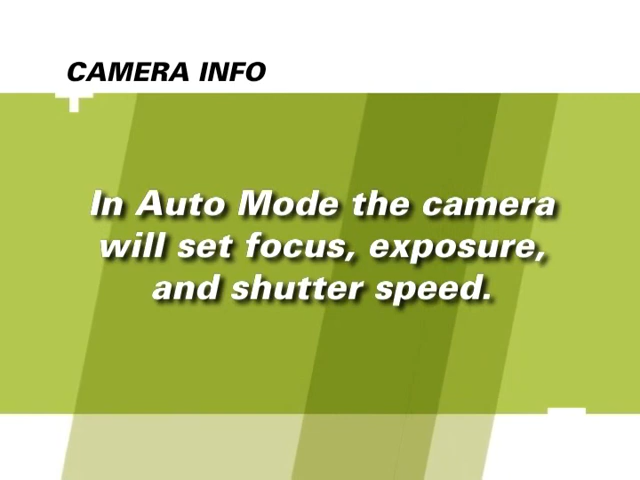 CAMERA INFO
In Auto Mode the camera
will set focus, exposure,
and shutter speed.